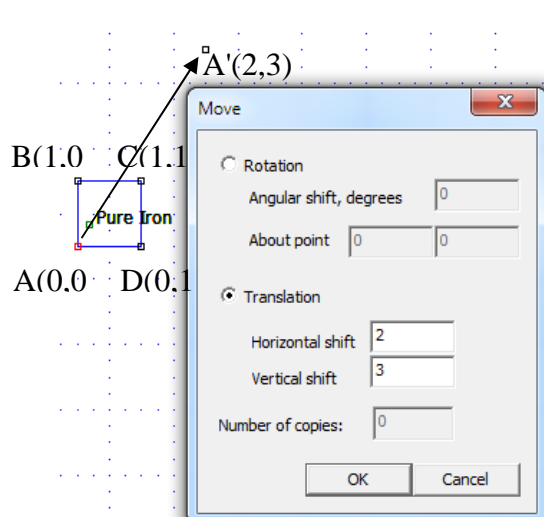 A'(2,3)
Move
B(1,0 C(1,1
Rotation
Angular shift, degrees 0
Pure Iron
About point 0 0
A(0,0 D(0,1
Translation
Horizontal shift 2
Vertical shift 3
Number of copies: 0
OK Cancel